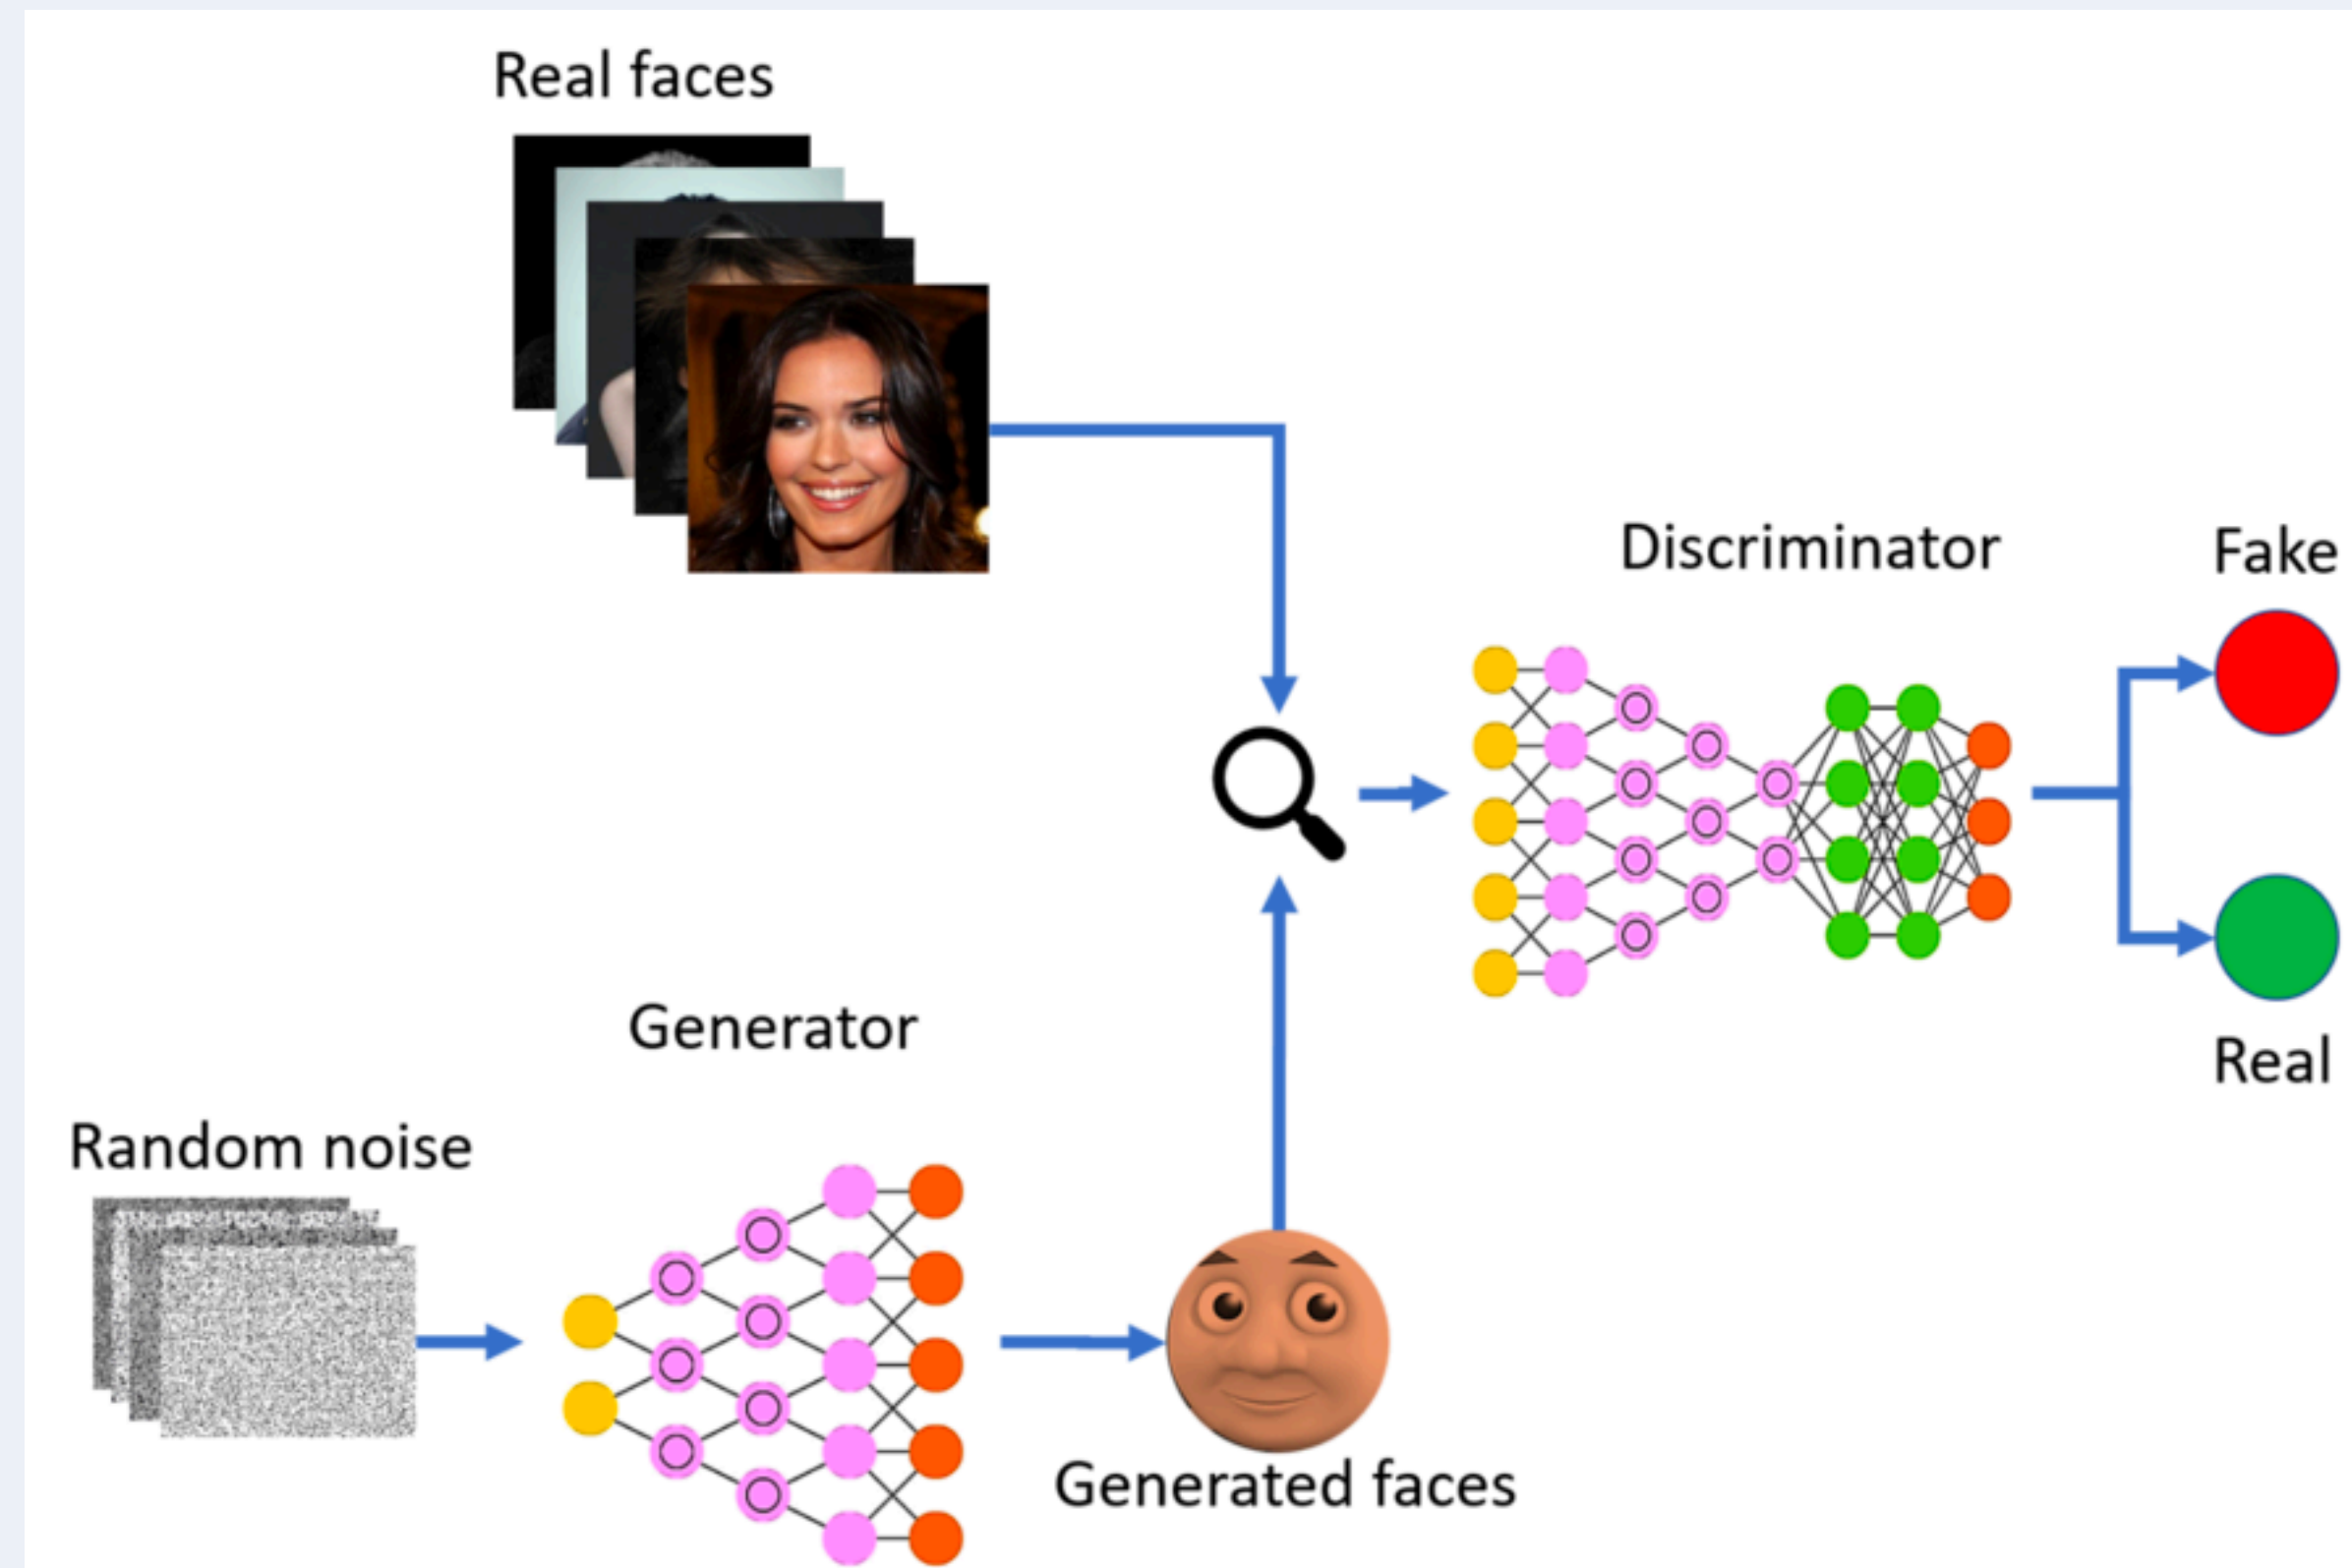 Real faces
Discriminator
Fake
Real
Generator
Random noise
Generated faces